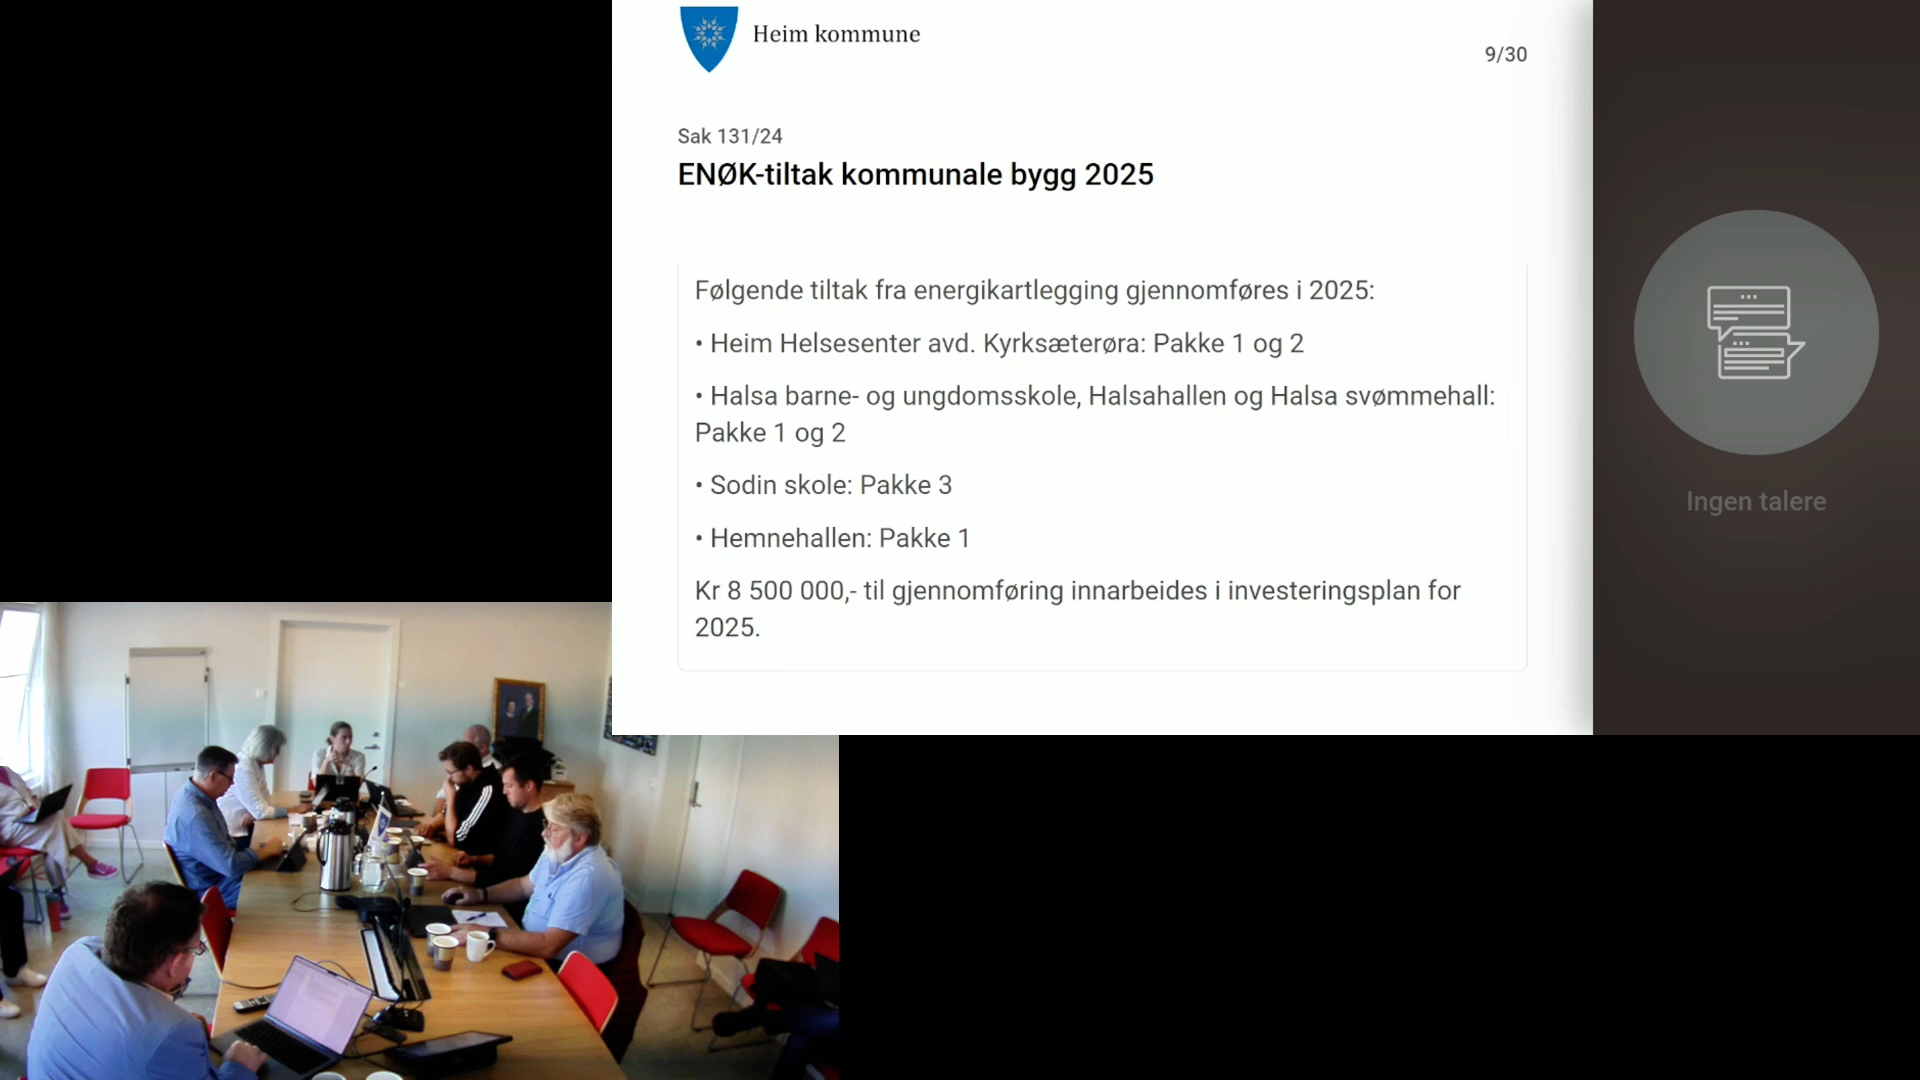 Heim kommune
9/30
Sak 131/24
ENØK-tiltak kommunale bygg 2025
Følgende tiltak fra energikartlegging gjennomføres i 2025:
• Heim Helsesenter avd. Kyrksæterøra: Pakke 1 og 2
• Halsa barne- og ungdomsskole, Halsahallen og Halsa svømmehall:
Pakke 1 og 2
• Sodin skole: Pakke 3
• Hemnehallen: Pakke 1
Kr 8 500 000,- til gjennomføring innarbeides i investeringsplan for
2025.
Ingen talere